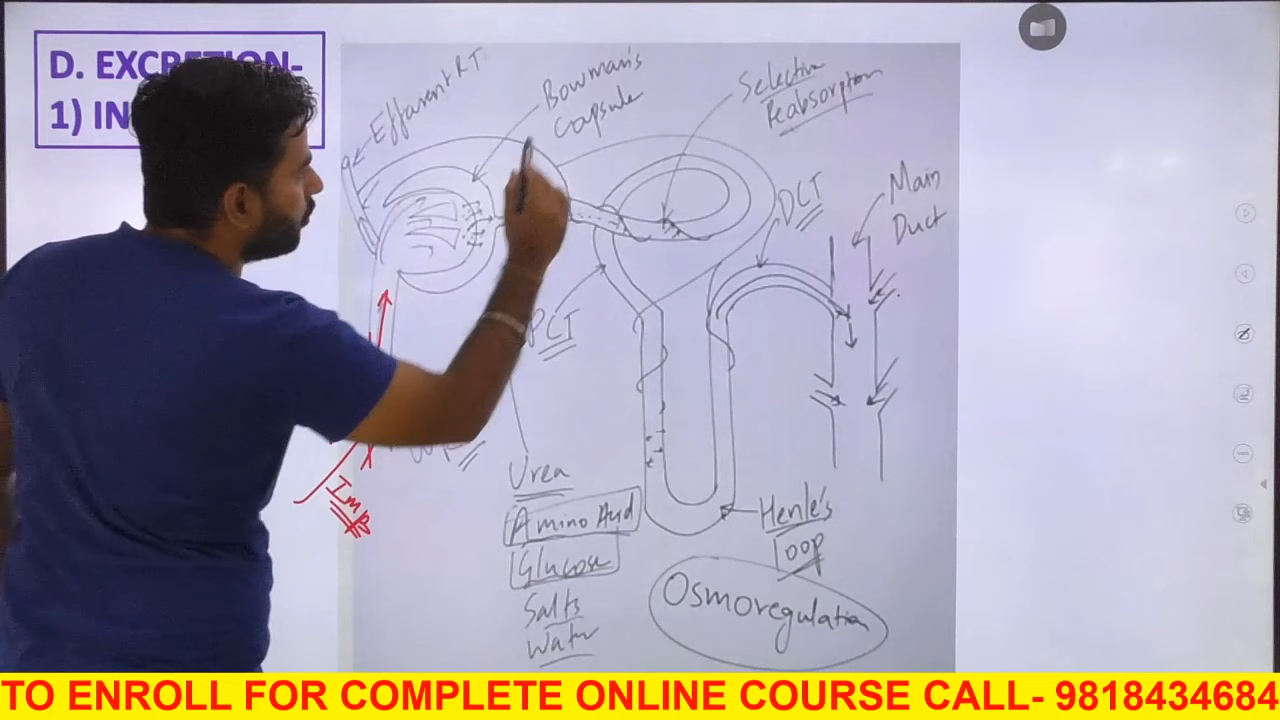 D. EXCRETION-
1) IN
Efferent RT
Bowman's
capsule
Selective
Reabsorption
DCT
Main
Duct
PCT
Imp
Urea
Amino Acid
Glucose
Salts
Water
Henle's
loop
Osmoregulation
TO ENROLL FOR COMPLETE ONLINE COURSE CALL- 9818434684